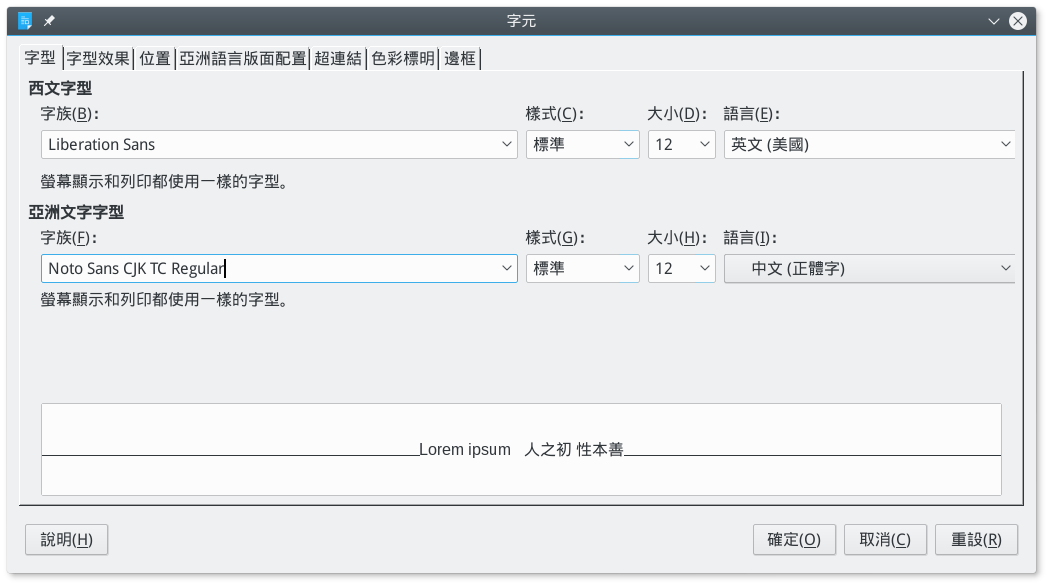 字元
字型 字型效果 位置 亞洲語言版面配置 超連結 色彩標明 邊框
西文字型
字族(B)： 樣式(C)： 大小(D)： 語言(E)：
Liberation Sans 標準 12 英文 (美國)
螢幕顯示和列印都使用一樣的字型。
亞洲文字字型
字族(F)： 樣式(G)： 大小(H)： 語言(I)：
Noto Sans CJK TC Regular 標準 12 中文 (正體字)
螢幕顯示和列印都使用一樣的字型。
Lorem ipsum 人之初 性本善
說明(H) 確定(O) 取消(C) 重設(R)